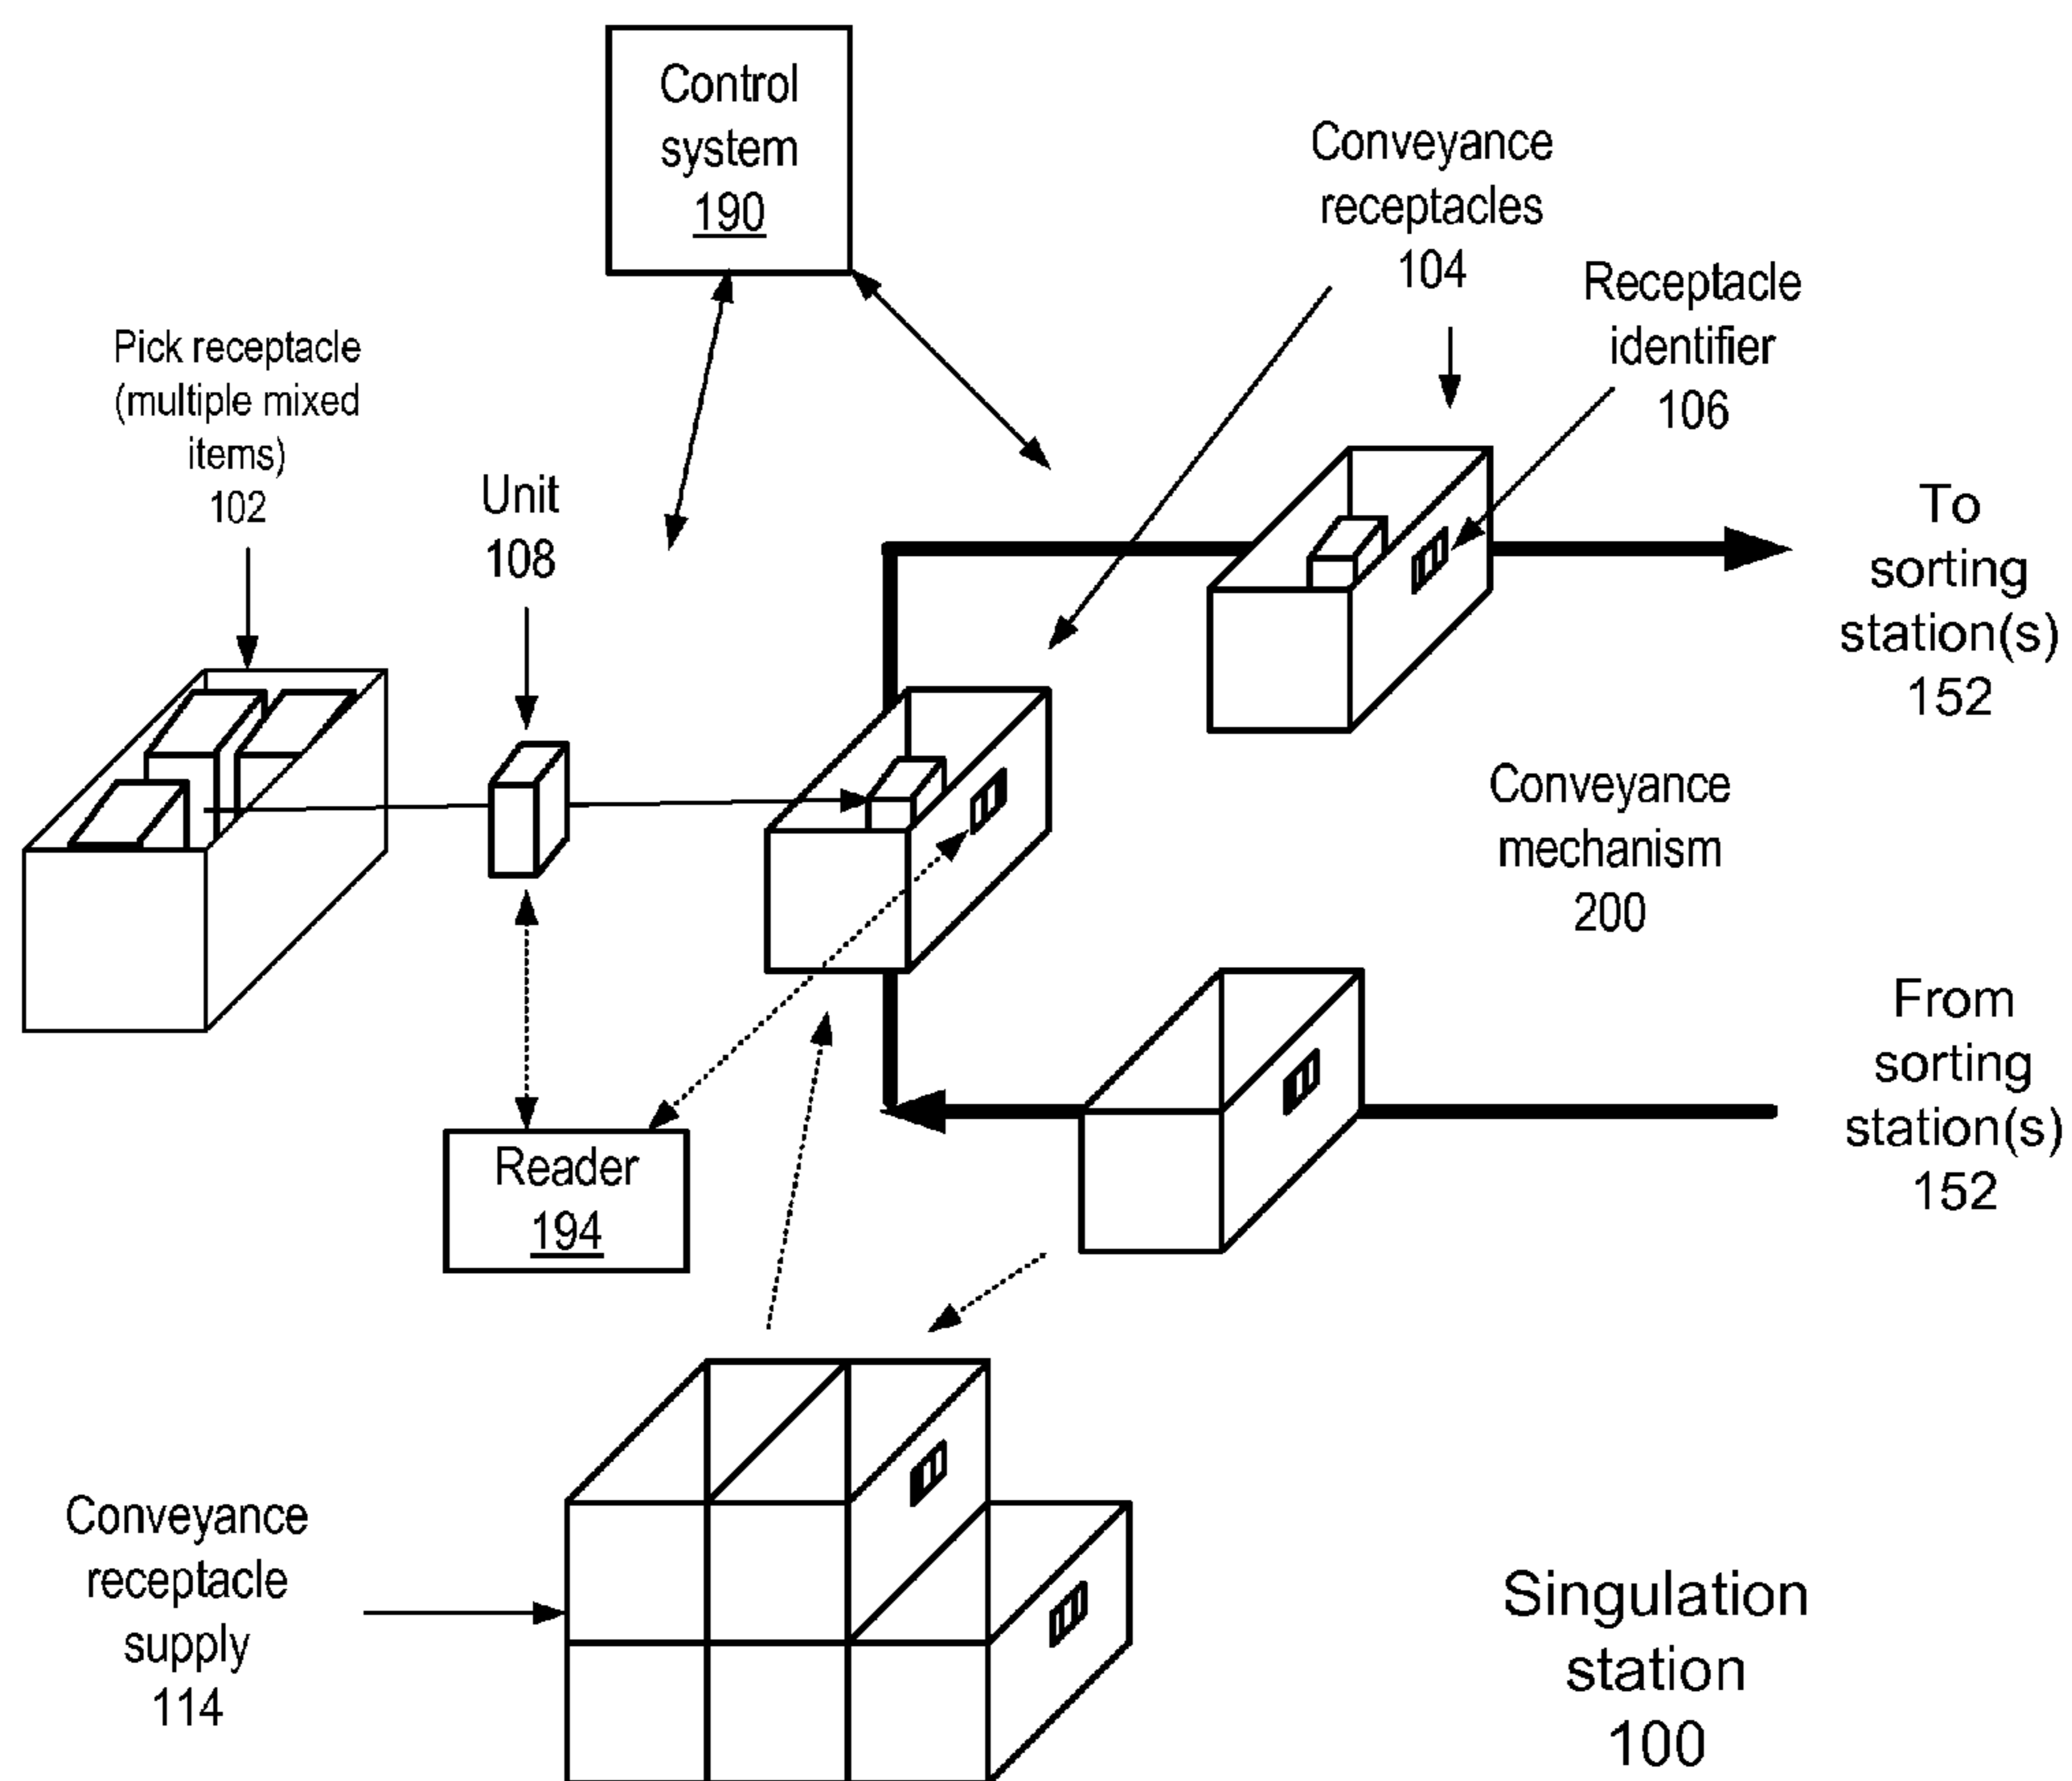 Control
system
190
Conveyance
receptacles
104
Receptacle
identifier
106
Pick receptacle
(multiple mixed
items)
102
Unit
108
To
sorting
station(s)
152
Conveyance
mechanism
200
From
sorting
station(s)
152
Reader
194
Conveyance
receptacle
supply
114
Singulation
station
100